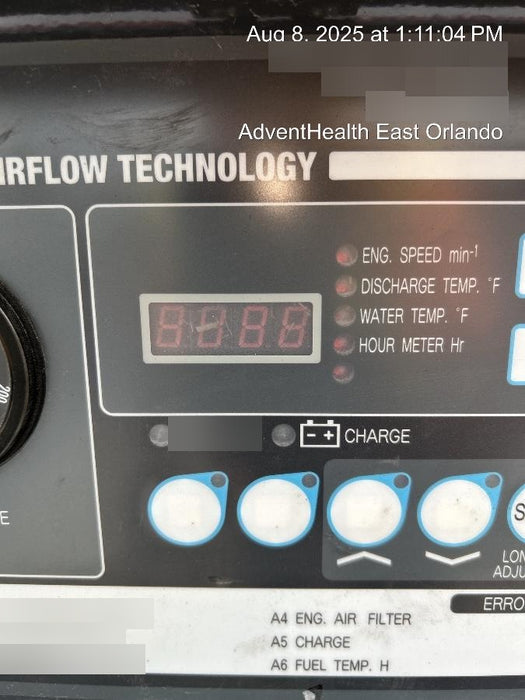 Aug 8, 2025 at 1:11:04 PM
AdventHealth East Orlando
IRFLOW TECHNOLOGY
ENG. SPEED min-1
DISCHARGE TEMP. °F
WATER TEMP. °F
HOUR METER Hr
200
- + CHARGE
E
S
LON
ADJU
ERRO
A4 ENG. AIR FILTER
A5 CHARGE
A6 FUEL TEMP. H